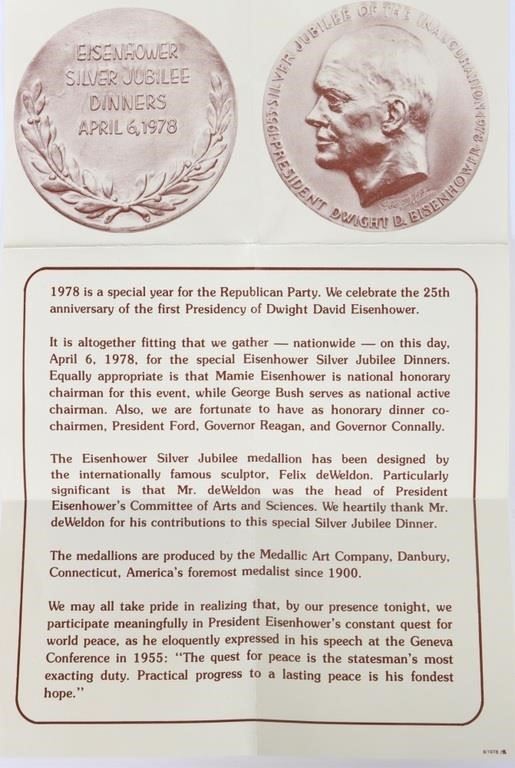 EISENHOWER
SILVER JUBILEE
DINNERS
APRIL 6, 1978
·SILVER JUBILEE OF THE INAUGURATION·
1953 1978
·PRESIDENT DWIGHT D. EISENHOWER
1978 is a special year for the Republican Party. We celebrate the 25th
anniversary of the first Presidency of Dwight David Eisenhower.
It is altogether fitting that we gather — nationwide — on this day,
April 6, 1978, for the special Eisenhower Silver Jubilee Dinners.
Equally appropriate is that Mamie Eisenhower is national honorary
chairman for this event, while George Bush serves as national active
chairman. Also, we are fortunate to have as honorary dinner co-
chairmen, President Ford, Governor Reagan, and Governor Connally.
The Eisenhower Silver Jubilee medallion has been designed by
the internationally famous sculptor, Felix deWeldon. Particularly
significant is that Mr. deWeldon was the head of President
Eisenhower's Committee of Arts and Sciences. We heartily thank Mr.
deWeldon for his contributions to this special Silver Jubilee Dinner.
The medallions are produced by the Medallic Art Company, Danbury,
Connecticut, America's foremost medalist since 1900.
We may all take pride in realizing that, by our presence tonight, we
participate meaningfully in President Eisenhower's constant quest for
world peace, as he eloquently expressed in his speech at the Geneva
Conference in 1955: "The quest for peace is the statesman's most
exacting duty. Practical progress to a lasting peace is his fondest
hope."